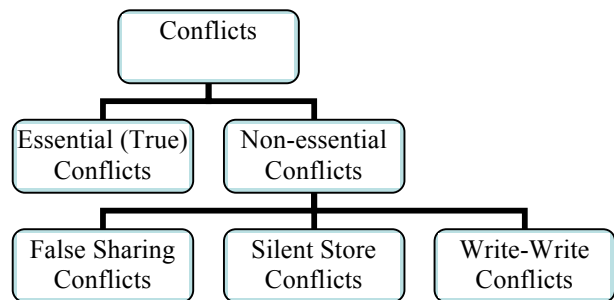 Conflicts
Essential (True)
Conflicts
Non-essential
Conflicts
False Sharing
Conflicts
Silent Store
Conflicts
Write-Write
Conflicts